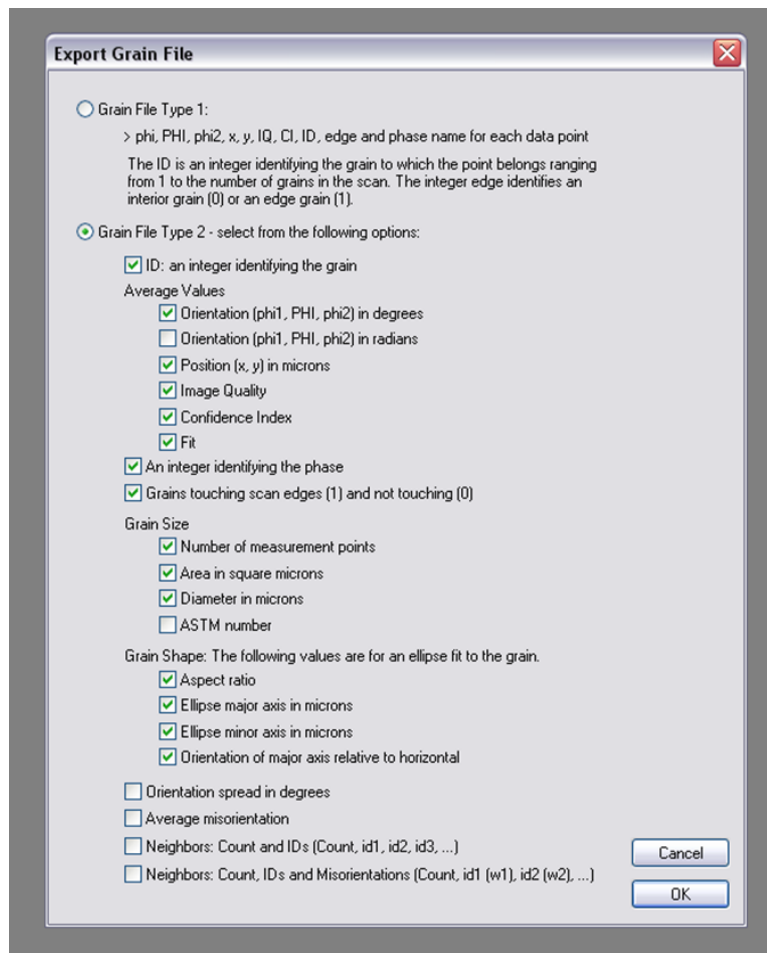 Export Grain File
Grain File Type 1:
> phi, PHI, phi2, x, y, IQ, CI, ID, edge and phase name for each data point
The ID is an integer identifying the grain to which the point belongs ranging
from 1 to the number of grains in the scan. The integer edge identifies an
interior grain (0) or an edge grain (1).
Grain File Type 2 - select from the following options:
ID: an integer identifying the grain
Average Values
Orientation (phi1, PHI, phi2) in degrees
Orientation (phi1, PHI, phi2) in radians
Position (x, y) in microns
Image Quality
Confidence Index
Fit
An integer identifying the phase
Grains touching scan edges (1) and not touching (0)
Grain Size
Number of measurement points
Area in square microns
Diameter in microns
ASTM number
Grain Shape: The following values are for an ellipse fit to the grain.
Aspect ratio
Ellipse major axis in microns
Ellipse minor axis in microns
Orientation of major axis relative to horizontal
Orientation spread in degrees
Average misorientation
Neighbors: Count and IDs (Count, id1, id2, id3, ...)
Neighbors: Count, IDs and Misorientations (Count, id1 (w1), id2 (w2), ...)
Cancel
OK